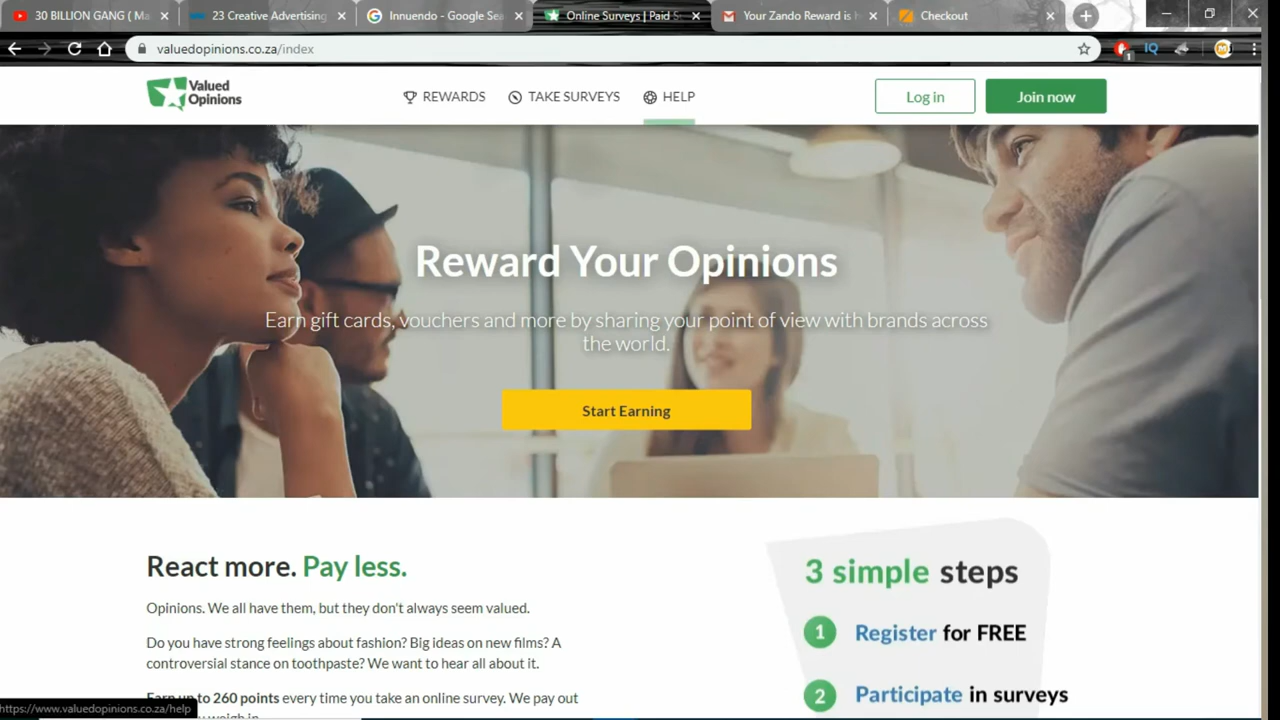 30 BILLION GANG ( Ma
23 Creative Advertising
Innuendo - Google Sea
Online Surveys | Paid S
Your Zando Reward is h
Checkout
valuedopinions.co.za/index
1
IQ
Valued
Opinions
REWARDS
TAKE SURVEYS
HELP
Log in
Join now
Reward Your Opinions
Earn gift cards, vouchers and more by sharing your point of view with brands across
the world.
Start Earning
React more. Pay less.
Opinions. We all have them, but they don't always seem valued.
Do you have strong feelings about fashion? Big ideas on new films? A
controversial stance on toothpaste? We want to hear all about it.
Earn up to 260 points every time you take an online survey. We pay out
weigh in
3 simple steps
1 Register for FREE
2 Participate in surveys
https://www.valuedopinions.co.za/help